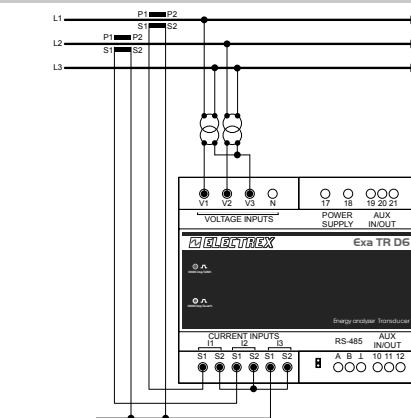 L1 P1 P2
S1 S2
L2 P1 P2
S1 S2
L3
V1 V2 V3 N 17 18 19 20 21
VOLTAGE INPUTS POWER SUPPLY AUX IN/OUT
ELECTREX Exa TR D6
Energy analyzer Transducer
CURRENT INPUTS RS-485 AUX IN/OUT
I1 I2 I3
S1 S2 S1 S2 S1 S2 A B ⊥ 10 11 12